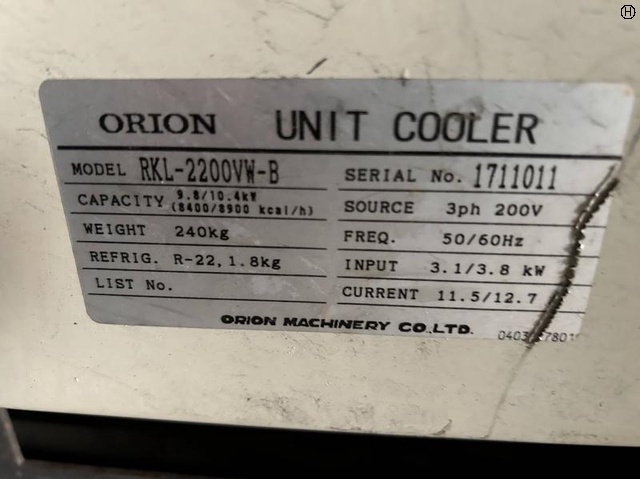 H
ORION UNIT COOLER
MODEL RKL-2200VW-B
CAPACITY 9.8/10.4kW
(8400/8900 kcal/h)
WEIGHT 240kg
REFRIG. R-22, 1.8kg
LIST No.
SERIAL No. 1711011
SOURCE 3ph 200V
FREQ. 50/60Hz
INPUT 3.1/3.8 kW
CURRENT 11.5/12.7
ORION MACHINERY CO.,LTD.